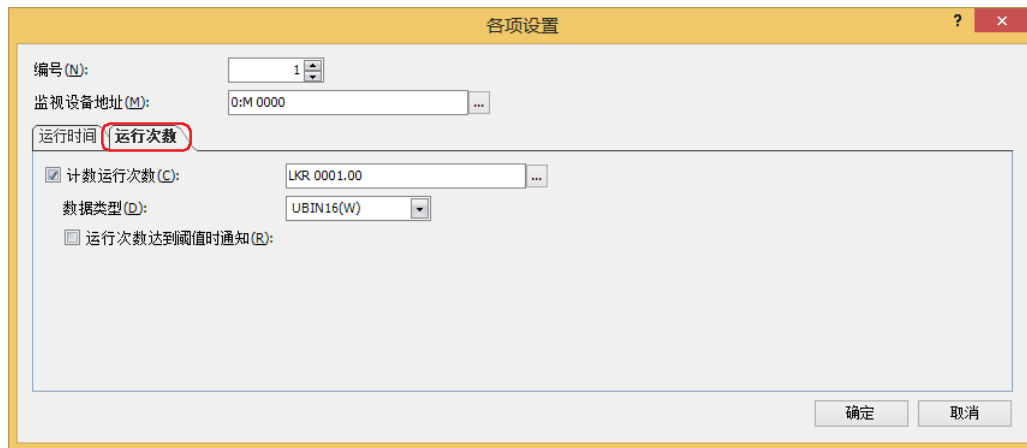 各项设置
? ×
编号(N): 1
监视设备地址(M): 0:M 0000 ...
运行时间 运行次数
计数运行次数(C): LKR 0001.00 ...
数据类型(D): UBIN16(W)
运行次数达到阈值时通知(R):
确定 取消